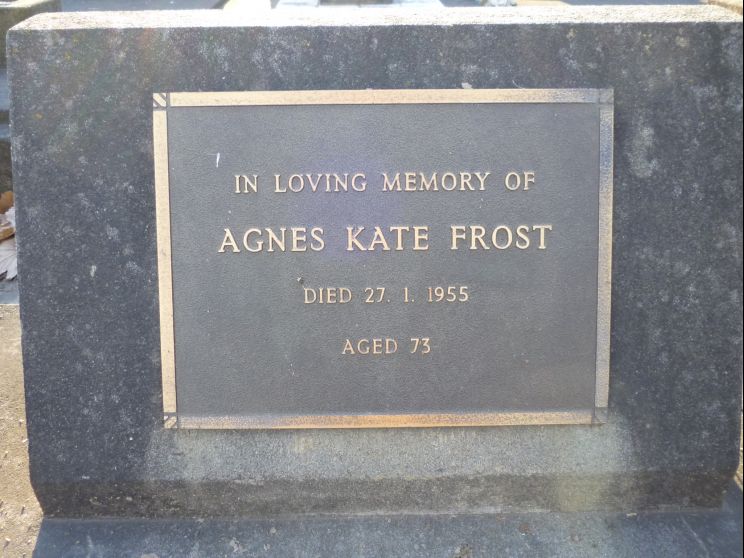 IN LOVING MEMORY OF
AGNES KATE FROST
DIED 27. 1. 1955
AGED 73